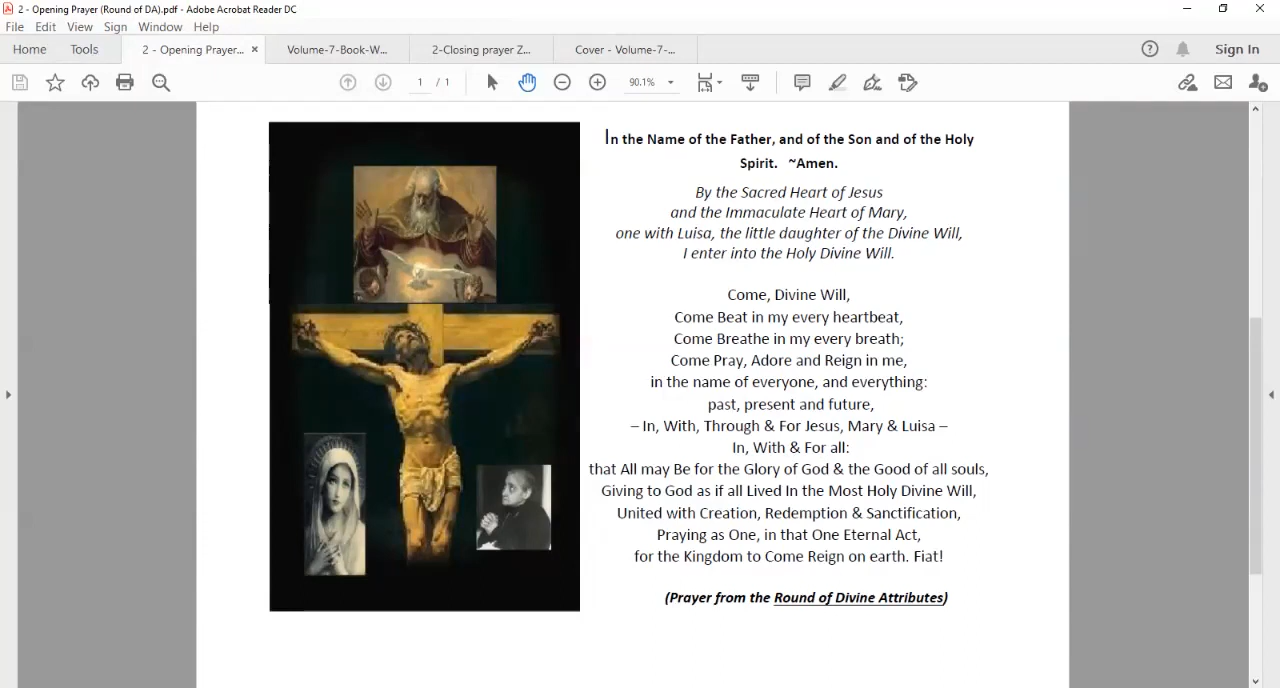 2 - Opening Prayer (Round of DA).pdf - Adobe Acrobat Reader DC
File Edit View Sign Window Help
Home Tools 2 - Opening Prayer... × Volume-7-Book-W... 2-Closing prayer Z... Cover - Volume-7-... Sign In
1 / 1 90.1%
In the Name of the Father, and of the Son and of the Holy
Spirit. ~Amen.
By the Sacred Heart of Jesus
and the Immaculate Heart of Mary,
one with Luisa, the little daughter of the Divine Will,
I enter into the Holy Divine Will.
Come, Divine Will,
Come Beat in my every heartbeat,
Come Breathe in my every breath;
Come Pray, Adore and Reign in me,
in the name of everyone, and everything:
past, present and future,
– In, With, Through & For Jesus, Mary & Luisa –
In, With & For all:
that All may Be for the Glory of God & the Good of all souls,
Giving to God as if all Lived In the Most Holy Divine Will,
United with Creation, Redemption & Sanctification,
Praying as One, in that One Eternal Act,
for the Kingdom to Come Reign on earth. Fiat!
(Prayer from the Round of Divine Attributes)